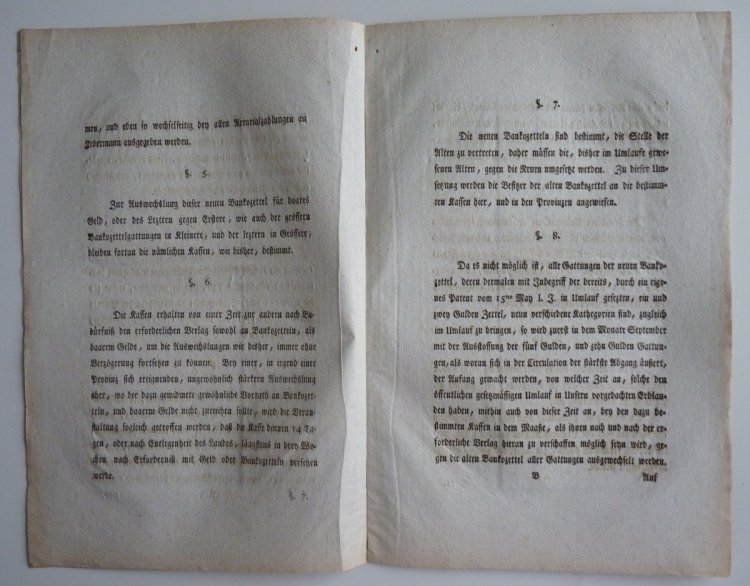 men, und eben so wechselseitig bey allen Ärarialzahlungen an
Jedermann ausgegeben werden.
§. 5.
Zur Auswechslung dieser neuen Bankozettel für baares
Geld, oder des Letztern gegen Erstere, wie auch der grössern
Bankozettelgattungen in Kleinere, und der letztern in Grössere,
bleiben fortan die nämlichen Kassen, wie bisher, bestimmt.
§. 6.
Die Kassen erhalten von einer Zeit zur andern nach Be-
dürfniß den erforderlichen Verlag sowohl an Bankozetteln, als
baarem Gelde, um die Auswechslungen wie bisher, immer ohne
Verzögerung fortsetzen zu können. Bey einer, in irgend einer
Provinz sich ereignenden, ungewöhnlich stärkern Auswechslung
aber, wo der dazu gewidmete gewöhnliche Vorrath an Bankozet-
teln, und baarem Gelde nicht zureichen sollte, wird die Veran-
staltung sogleich getroffen werden, daß die Kasse binnen 14 Ta-
gen, oder nach Entlegenheit des Landes, längstens in drey Wo-
chen nach Erforderniß mit Geld oder Bankozetteln versehen
werde.
§. 7.
§. 7.
Die neuen Bankozetteln sind bestimmt, die Stelle der
Alten zu vertreten, daher müssen die, bisher im Umlaufe gewe-
senen Alten, gegen die Neuen umgesetzt werden. Zu dieser Um-
setzung werden die Besitzer der alten Bankozettel an die bestimm-
ten Kassen hier, und in den Provinzen angewiesen.
§. 8.
Da es nicht möglich ist, alle Gattungen der neuen Banko-
zettel, deren dermalen mit Inbegriff der bereits, durch ein eige-
nes Patent vom 15ten May l. J. in Umlauf gesetzten, ein und
zwey Gulden Zettel, neun verschiedene Kathegorien sind, zugleich
im Umlauf zu bringen, so wird zuerst in dem Monate September
mit der Ausstossung der fünf Gulden, und zehn Gulden Gattun-
gen, als woran sich in der Circulation der stärkste Abgang äußert,
der Anfang gemacht werden, von welcher Zeit an, solche den
öffentlichen gesetzmäßigen Umlauf in Unsern vorgedachten Erblan-
den haben, mithin auch von dieser Zeit an, bey den dazu be-
stimmten Kassen in dem Maaße, als ihnen nach und nach der er-
forderliche Verlag hieran zu verschaffen möglich seyn wird, ge-
gen die alten Bankozettel aller Gattungen ausgewechselt werden.
B Auf